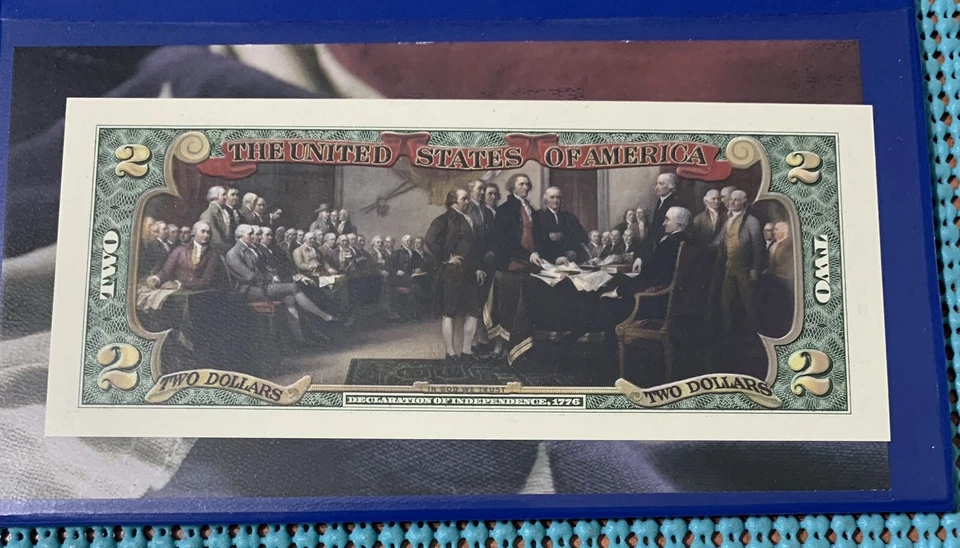 THE UNITED STATES OF AMERICA
2
2
TWO
TWO
2
2
TWO DOLLARS
IN GOD WE TRUST
TWO DOLLARS
DECLARATION OF INDEPENDENCE, 1776